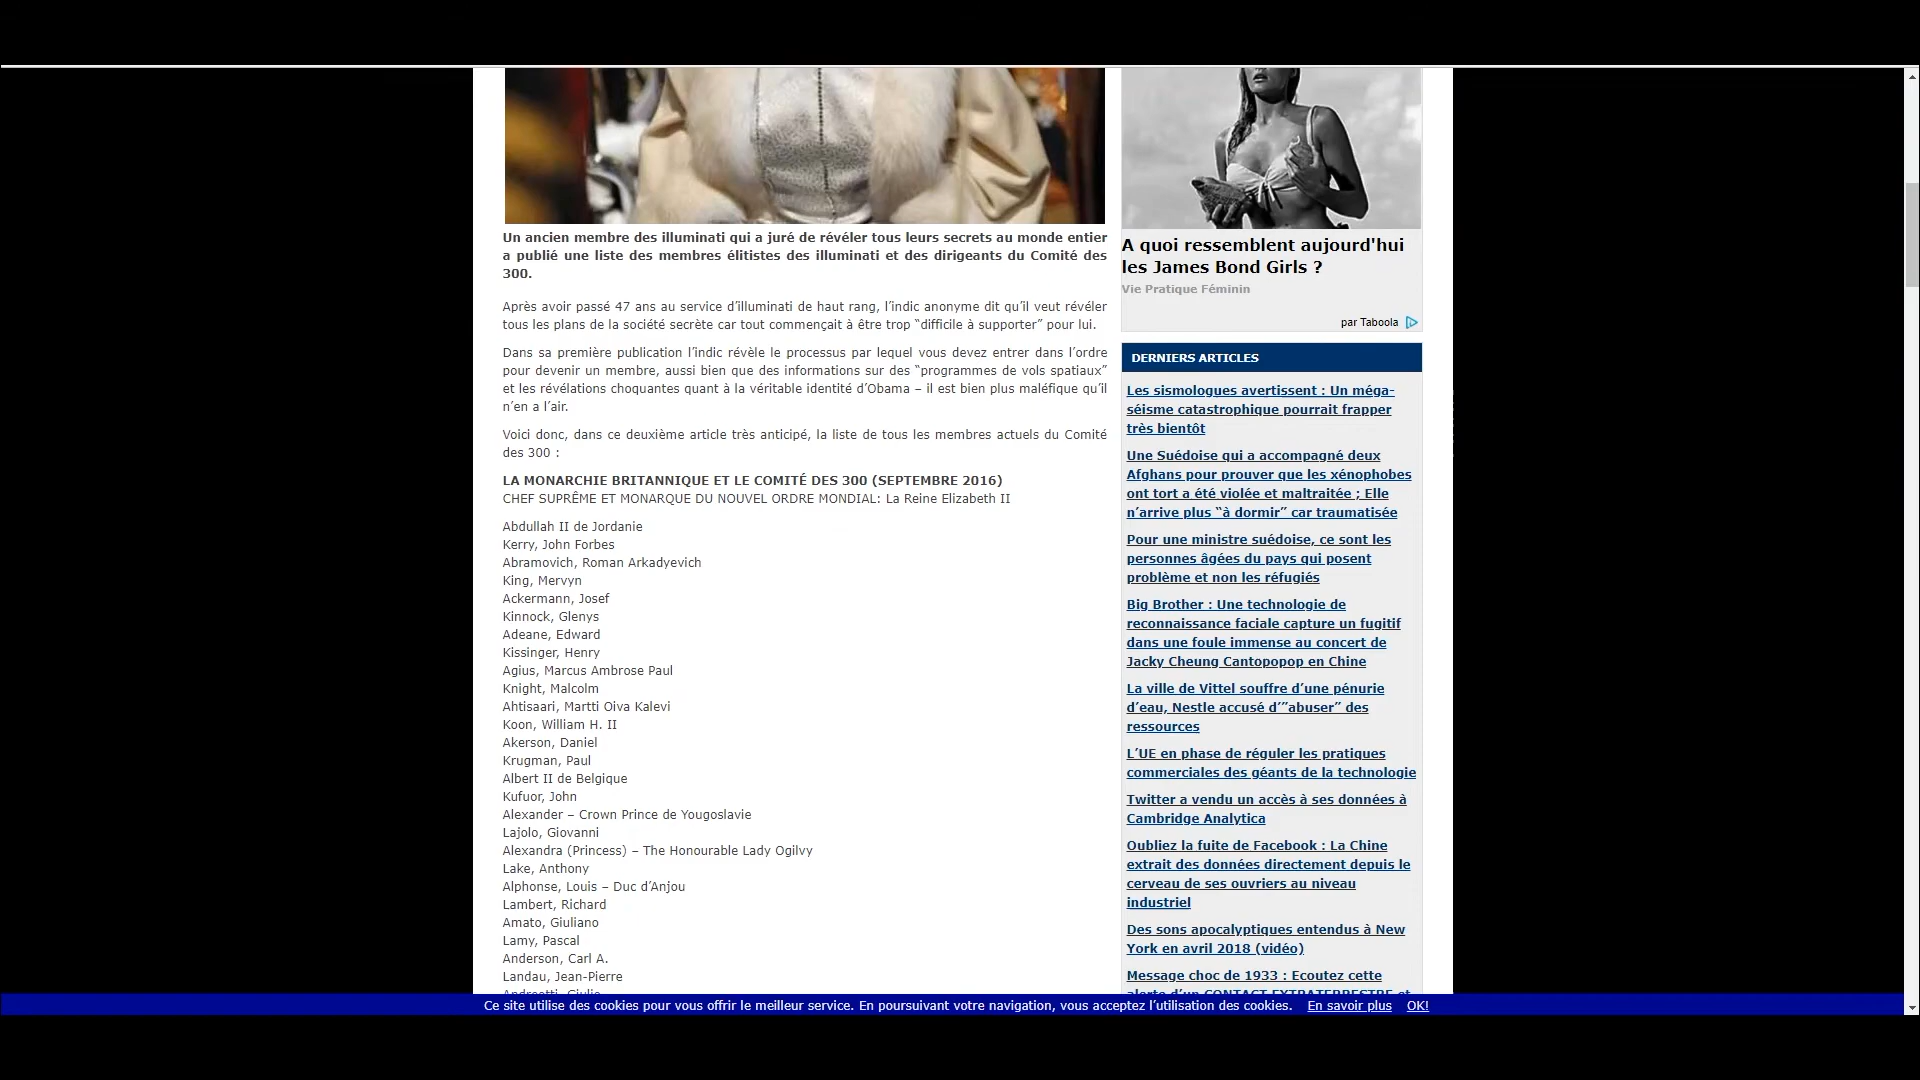 Un ancien membre des illuminati qui a juré de révéler tous leurs secrets au monde entier
a publié une liste des membres élitistes des illuminati et des dirigeants du Comité des
300.
Après avoir passé 47 ans au service d’illuminati de haut rang, l’indic anonyme dit qu’il veut révéler
tous les plans de la société secrète car tout commençait à être trop “difficile à supporter” pour lui.
Dans sa première publication l’indic révèle le processus par lequel vous devez entrer dans l’ordre
pour devenir un membre, aussi bien que des informations sur des “programmes de vols spatiaux”
et les révélations choquantes quant à la véritable identité d’Obama – il est bien plus maléfique qu’il
n’en a l’air.
Voici donc, dans ce deuxième article très anticipé, la liste de tous les membres actuels du Comité
des 300 :
LA MONARCHIE BRITANNIQUE ET LE COMITÉ DES 300 (SEPTEMBRE 2016)
CHEF SUPRÊME ET MONARQUE DU NOUVEL ORDRE MONDIAL: La Reine Elizabeth II
Abdullah II de Jordanie
Kerry, John Forbes
Abramovich, Roman Arkadyevich
King, Mervyn
Ackermann, Josef
Kinnock, Glenys
Adeane, Edward
Kissinger, Henry
Agius, Marcus Ambrose Paul
Knight, Malcolm
Ahtisaari, Martti Oiva Kalevi
Koon, William H. II
Akerson, Daniel
Krugman, Paul
Albert II de Belgique
Kufuor, John
Alexander – Crown Prince de Yougoslavie
Lajolo, Giovanni
Alexandra (Princess) – The Honourable Lady Ogilvy
Lake, Anthony
Alphonse, Louis – Duc d’Anjou
Lambert, Richard
Amato, Giuliano
Lamy, Pascal
Anderson, Carl A.
Landau, Jean-Pierre
A quoi ressemblent aujourd'hui
les James Bond Girls ?
Vie Pratique Féminin
par Taboola
DERNIERS ARTICLES
Les sismologues avertissent : Un méga-
séisme catastrophique pourrait frapper
très bientôt
Une Suédoise qui a accompagné deux
Afghans pour prouver que les xénophobes
ont tort a été violée et maltraitée ; Elle
n’arrive plus “à dormir” car traumatisée
Pour une ministre suédoise, ce sont les
personnes âgées du pays qui posent
problème et non les réfugiés
Big Brother : Une technologie de
reconnaissance faciale capture un fugitif
dans une foule immense au concert de
Jacky Cheung Cantopopop en Chine
La ville de Vittel souffre d’une pénurie
d’eau, Nestle accusé d’”abuser” des
ressources
L’UE en phase de réguler les pratiques
commerciales des géants de la technologie
Twitter a vendu un accès à ses données à
Cambridge Analytica
Oubliez la fuite de Facebook : La Chine
extrait des données directement depuis le
cerveau de ses ouvriers au niveau
industriel
Des sons apocalyptiques entendus à New
York en avril 2018 (vidéo)
Message choc de 1933 : Ecoutez cette
Ce site utilise des cookies pour vous offrir le meilleur service. En poursuivant votre navigation, vous acceptez l’utilisation des cookies. En savoir plus OK!